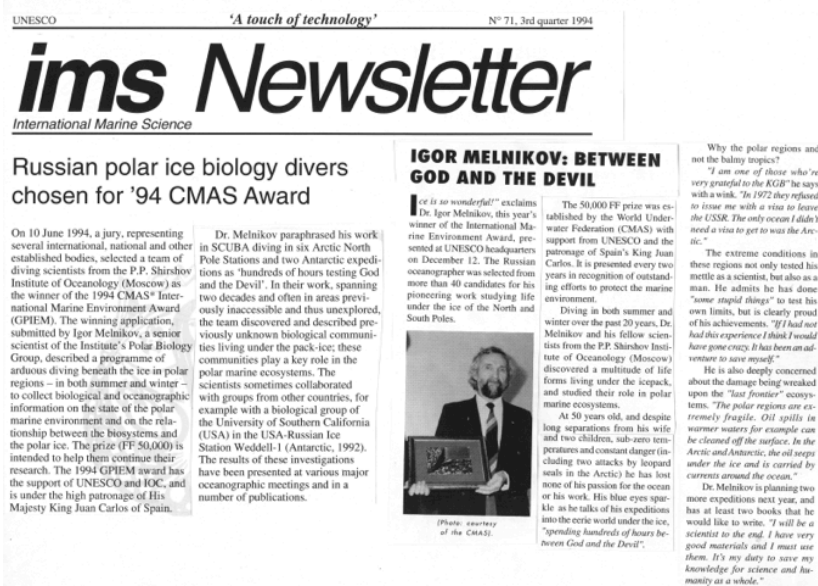 UNESCO
'A touch of technology'
N° 71, 3rd quarter 1994
ims Newsletter
International Marine Science
Russian polar ice biology divers
chosen for '94 CMAS Award
On 10 June 1994, a jury, representing
several international, national and other
established bodies, selected a team of
diving scientists from the P.P. Shirshov
Institute of Oceanology (Moscow) as
the winner of the 1994 CMAS* Inter-
national Marine Environment Award
(GPIEM). The winning application,
submitted by Igor Melnikov, a senior
scientist of the Institute's Polar Biology
Group, described a programme of
arduous diving beneath the ice in polar
regions – in both summer and winter –
to collect biological and oceanographic
information on the state of the polar
marine environment and on the rela-
tionship between the biosystems and
the polar ice. The prize (FF 50,000) is
intended to help them continue their
research. The 1994 GPIEM award has
the support of UNESCO and IOC, and
is under the high patronage of His
Majesty King Juan Carlos of Spain.
Dr. Melnikov paraphrased his work
in SCUBA diving in six Arctic North
Pole Stations and two Antarctic expedi-
tions as 'hundreds of hours testing God
and the Devil'. In their work, spanning
two decades and often in areas previ-
ously inaccessible and thus unexplored,
the team discovered and described pre-
viously unknown biological communi-
ties living under the pack-ice; these
communities play a key role in the
polar marine ecosystems. The
scientists sometimes collaborated
with groups from other countries, for
example with a biological group of
the University of Southern California
(USA) in the USA-Russian Ice
Station Weddell-1 (Antarctic, 1992).
The results of these investigations
have been presented at various major
oceanographic meetings and in a
number of publications.
IGOR MELNIKOV: BETWEEN
GOD AND THE DEVIL
Ice is so wonderful!" exclaims
Dr. Igor Melnikov, this year's
winner of the International Ma-
rine Environment Award, pre-
sented at UNESCO headquarters
on December 12. The Russian
oceanographer was selected from
more than 40 candidates for his
pioneering work studying life
under the ice of the North and
South Poles.
(Photo: courtesy
of the CMAS).
The 50,000 FF prize was es-
tablished by the World Under-
water Federation (CMAS) with
support from UNESCO and the
patronage of Spain's King Juan
Carlos. It is presented every two
years in recognition of outstand-
ing efforts to protect the marine
environment.
Diving in both summer and
winter over the past 20 years, Dr.
Melnikov and his fellow scien-
tists from the P.P. Shirshov Insti-
tute of Oceanology (Moscow)
discovered a multitude of life
forms living under the icepack,
and studied their role in polar
marine ecosystems.
At 50 years old, and despite
long separations from his wife
and two children, sub-zero tem-
peratures and constant danger (in-
cluding two attacks by leopard
seals in the Arctic) he has lost
none of his passion for the ocean
or his work. His blue eyes spar-
kle as he talks of his expeditions
into the eerie world under the ice,
"spending hundreds of hours be-
tween God and the Devil".
Why the polar regions and
not the balmy tropics?
"I am one of those who're
very grateful to the KGB" he says
with a wink. "In 1972 they refused
to issue me with a visa to leave
the USSR. The only ocean I didn't
need a visa to get to was the Arc-
tic."
The extreme conditions in
these regions not only tested his
mettle as a scientist, but also as a
man. He admits he has done
"some stupid things" to test his
own limits, but is clearly proud
of his achievements. "If I had not
had this experience I think I would
have gone crazy. It has been an ad-
venture to save myself."
He is also deeply concerned
about the damage being wreaked
upon the "last frontier" ecosys-
tems. "The polar regions are ex-
tremely fragile. Oil spills in
warmer waters for example can
be cleaned off the surface. In the
Arctic and Antarctic, the oil seeps
under the ice and is carried by
currents around the ocean."
Dr. Melnikov is planning two
more expeditions next year, and
has at least two books that he
would like to write. "I will be a
scientist to the end. I have very
good materials and I must use
them. It's my duty to save my
knowledge for science and hu-
manity as a whole."